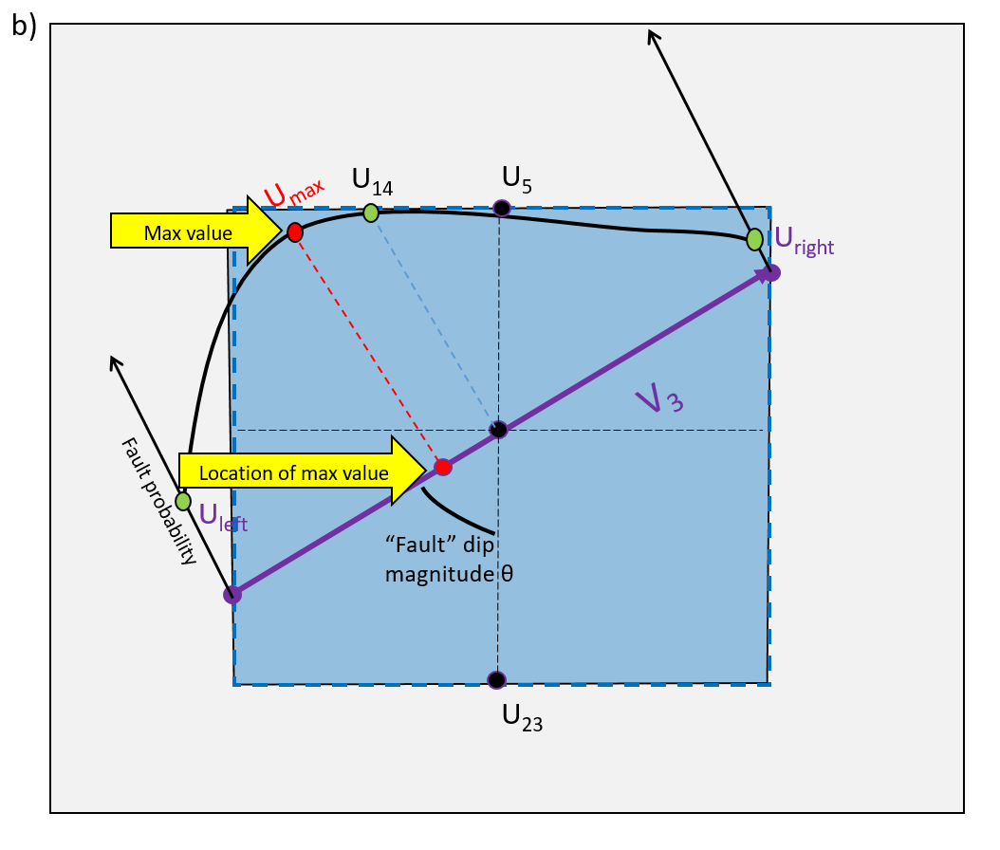 b)
U5
Umax
U14
Max value
Uright
V3
Fault probability
Location of max value
Uleft
“Fault” dip
magnitude θ
U23